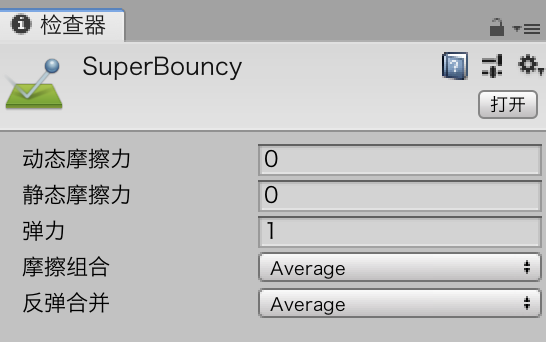 检查器
SuperBouncy
打开
动态摩擦力 0
静态摩擦力 0
弹力 1
摩擦组合 Average
反弹合并 Average